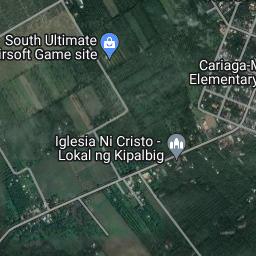 South Ultimate
irsoft Game site
Cariaga-M
Elementary
Iglesia Ni Cristo -
Lokal ng Kipalbig